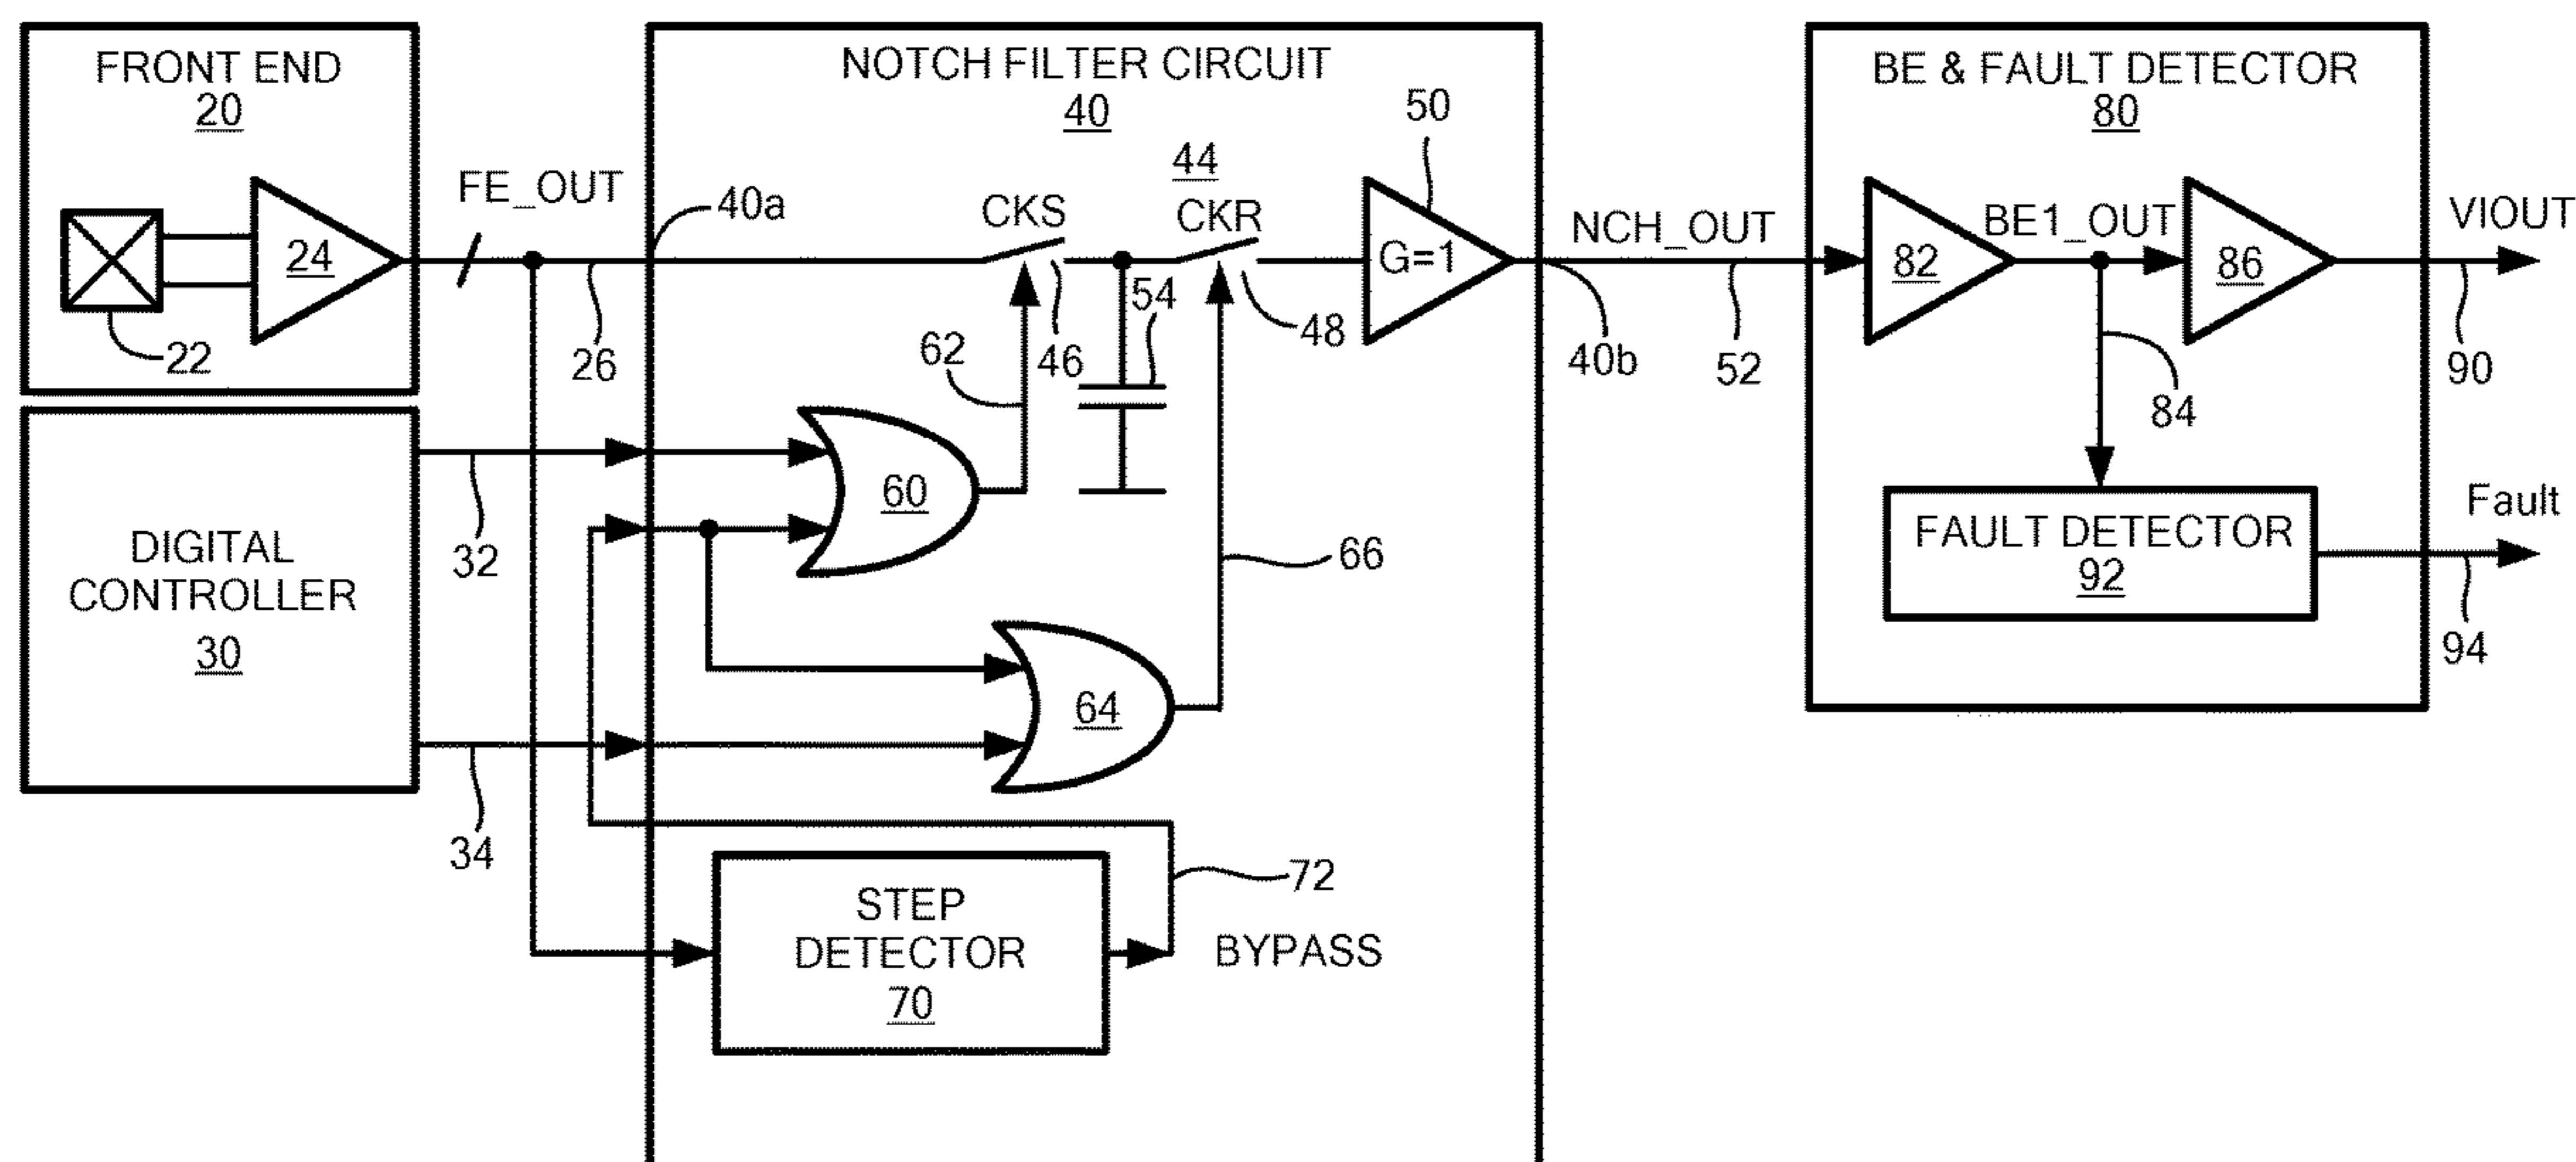 FRONT END
20
24
22
FE_OUT
26
DIGITAL
CONTROLLER
30
32
34
NOTCH FILTER CIRCUIT
40
40a
CKS
46
44
CKR
48
54
50
G=1
62
60
66
64
STEP
DETECTOR
70
72
BYPASS
40b
NCH_OUT
52
BE & FAULT DETECTOR
80
82
BE1_OUT
86
84
FAULT DETECTOR
92
VIOUT
90
Fault
94